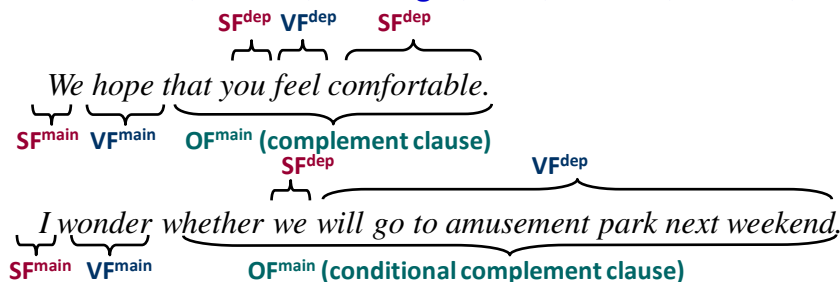 SF^dep VF^dep SF^dep
We hope that you feel comfortable.
SF^main VF^main OF^main (complement clause)
SF^dep VF^dep
I wonder whether we will go to amusement park next weekend.
SF^main VF^main OF^main (conditional complement clause)